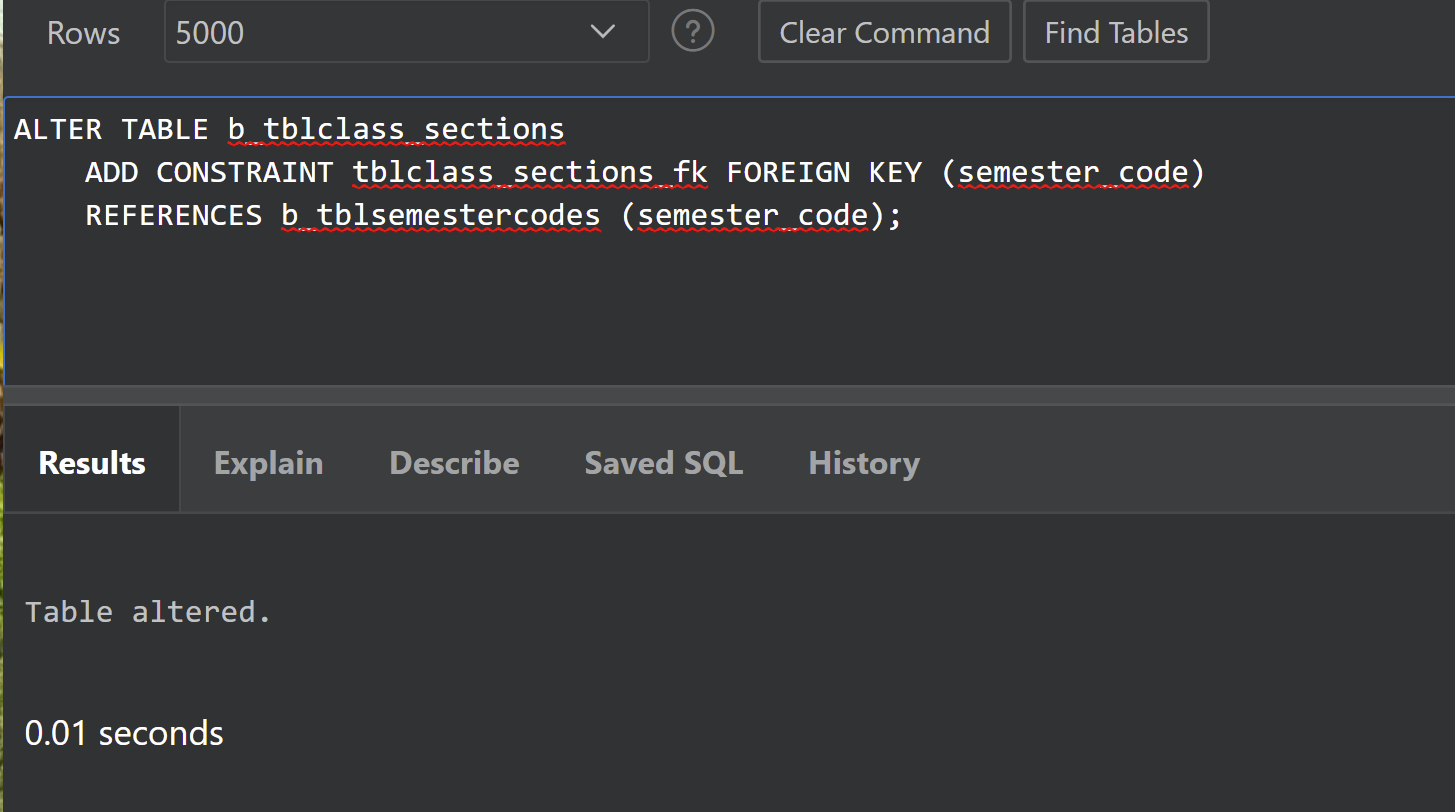 Rows 5000 ? Clear Command Find Tables
ALTER TABLE b_tblclass_sections
ADD CONSTRAINT tblclass_sections_fk FOREIGN KEY (semester_code)
REFERENCES b_tblsemestercodes (semester_code);
Results Explain Describe Saved SQL History
Table altered.
0.01 seconds